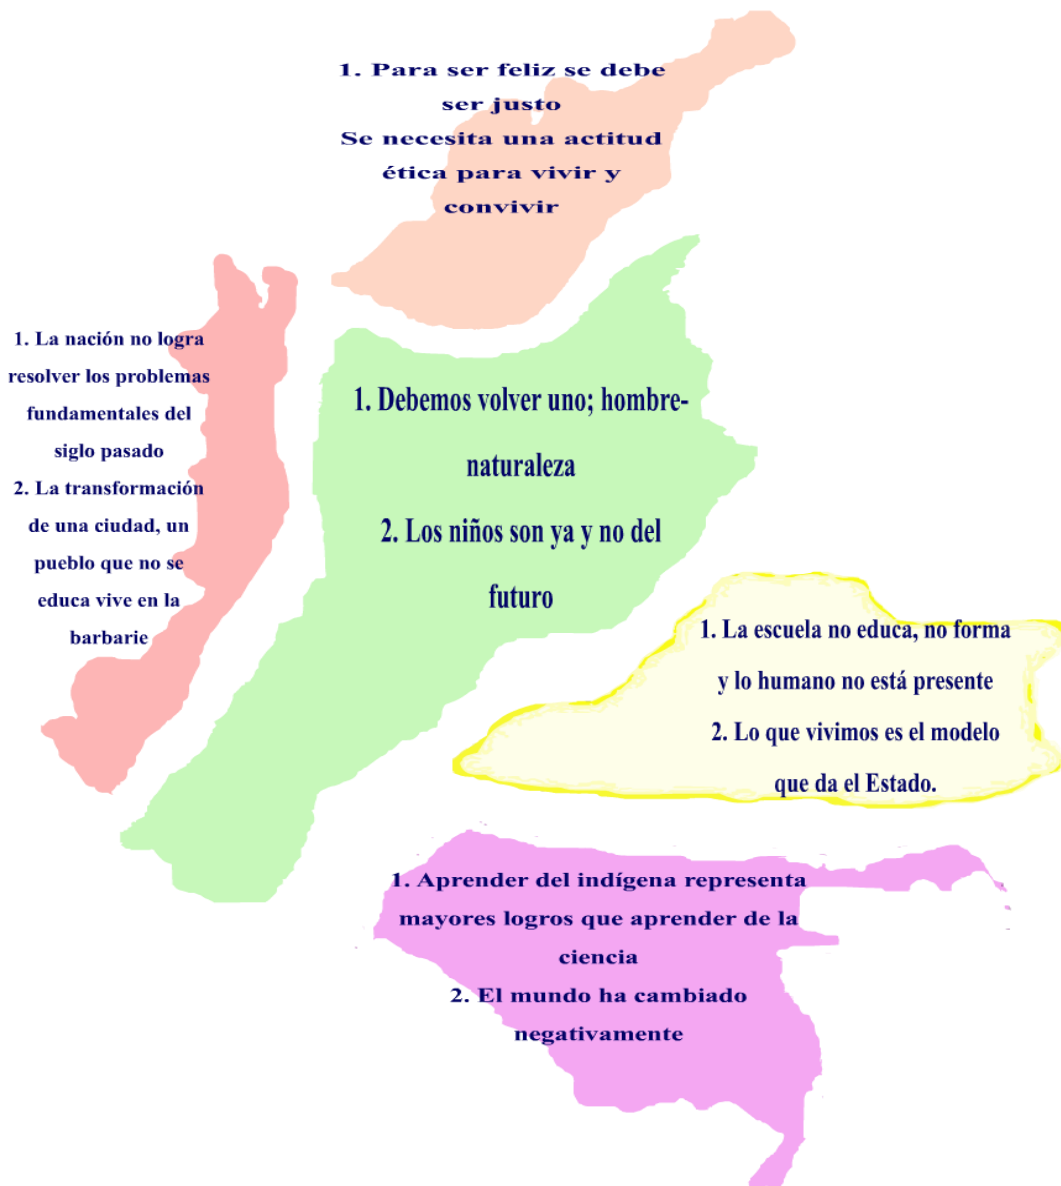 1. Para ser feliz se debe
ser justo
Se necesita una actitud
ética para vivir y
convivir
1. La nación no logra
resolver los problemas
fundamentales del
siglo pasado
2. La transformación
de una ciudad, un
pueblo que no se
educa vive en la
barbarie
1. Debemos volver uno; hombre-
naturaleza
2. Los niños son ya y no del
futuro
1. La escuela no educa, no forma
y lo humano no está presente
2. Lo que vivimos es el modelo
que da el Estado.
1. Aprender del indígena representa
mayores logros que aprender de la
ciencia
2. El mundo ha cambiado
negativamente